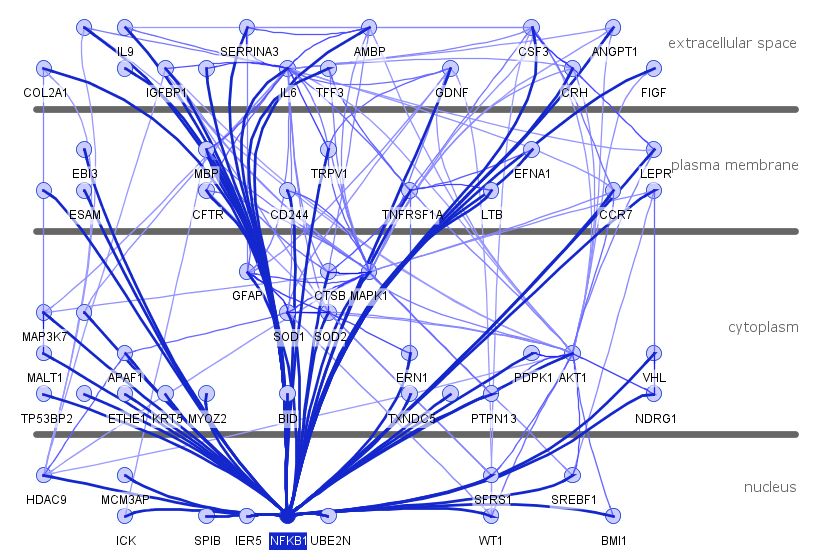 IL9 SERPINA3 AMBP CSF3 ANGPT1
extracellular space
COL2A1 IGFBP1 IL6 TFF3 GDNF CRH FIGF
EBI3 MBP TRPV1 EFNA1 LEPR
plasma membrane
ESAM CFTR CD244 TNFRSF1A LTB CCR7
GFAP CTSB MAPK1
cytoplasm
MAP3K7 SOD1 SOD2
MALT1 APAF1 ERN1 PDPK1 AKT1 VHL
TP53BP2 ETHE1 KRT5 MYOZ2 BID TXNDC5 PTPN13 NDRG1
nucleus
HDAC9 MCM3AP SFRS1 SREBF1
ICK SPIB IER5 NFKB1 UBE2N WT1 BMI1